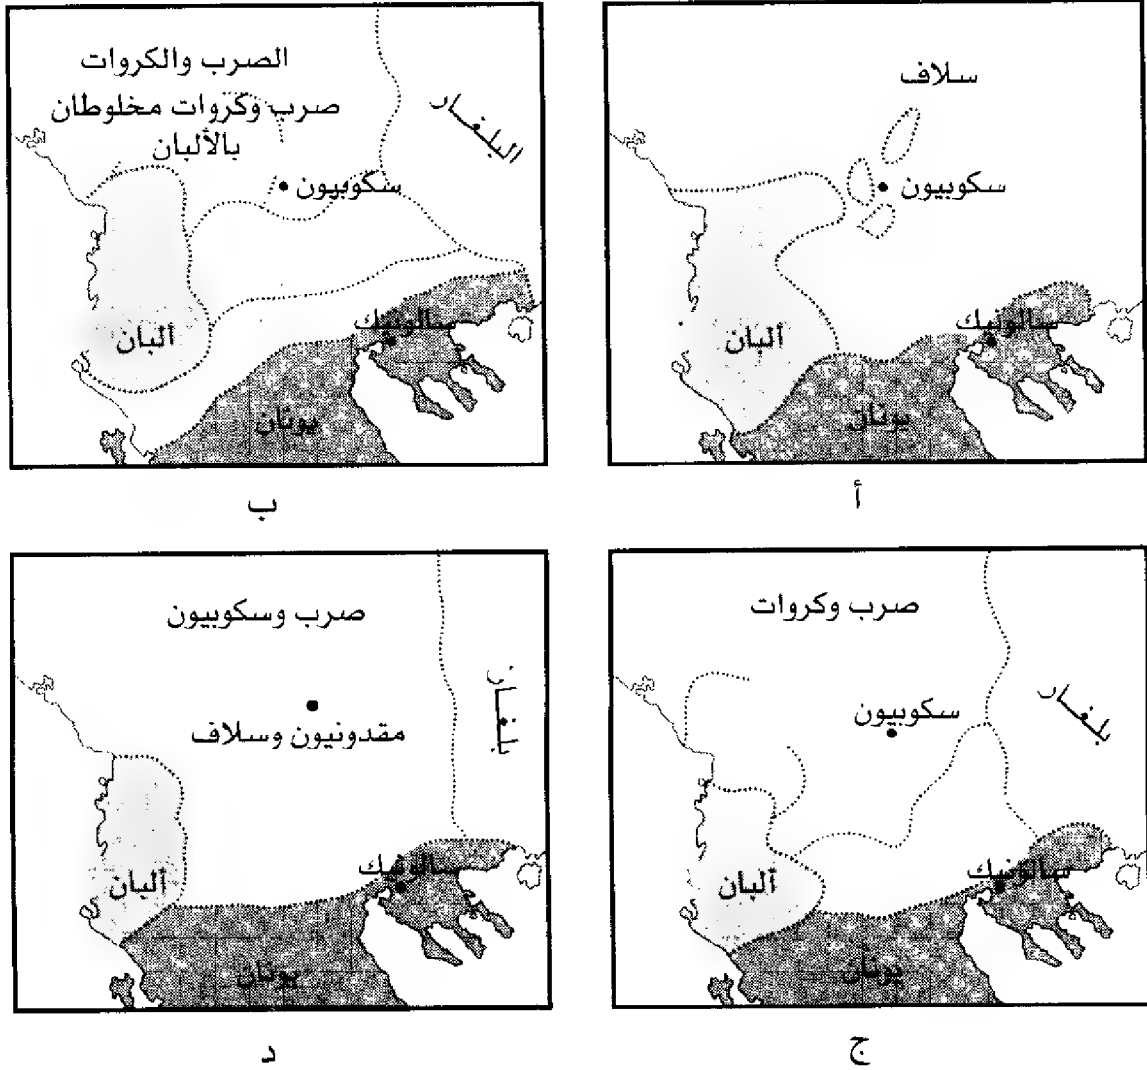 سلاف
سكوبيون
سالونيك
ألبان
يونان
أ
الصرب والكروات
صرب وكروات مخلوطان
بالألبان
البلغار
سكوبيون
سالونيك
ألبان
يونان
ب
صرب وكروات
بلغار
سكوبيون
سالونيك
ألبان
يونان
ج
صرب وسكوبيون
بلغار
مقدونيون وسلاف
سالونيك
ألبان
يونان
د